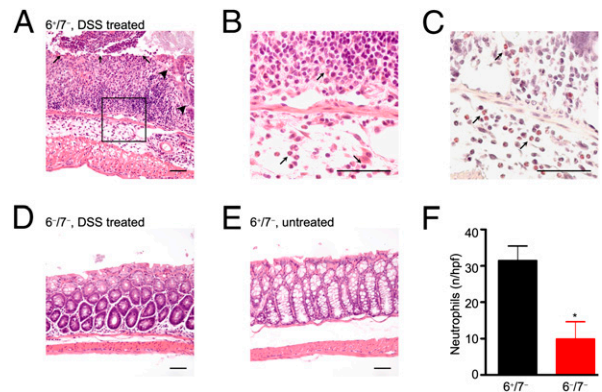 A
6⁺/7⁻, DSS treated
B
C
D
6⁻/7⁻, DSS treated
E
6⁺/7⁻, untreated
F
Neutrophils (n/hpf)
40
30
20
10
0
*
6⁺/7⁻
6⁻/7⁻